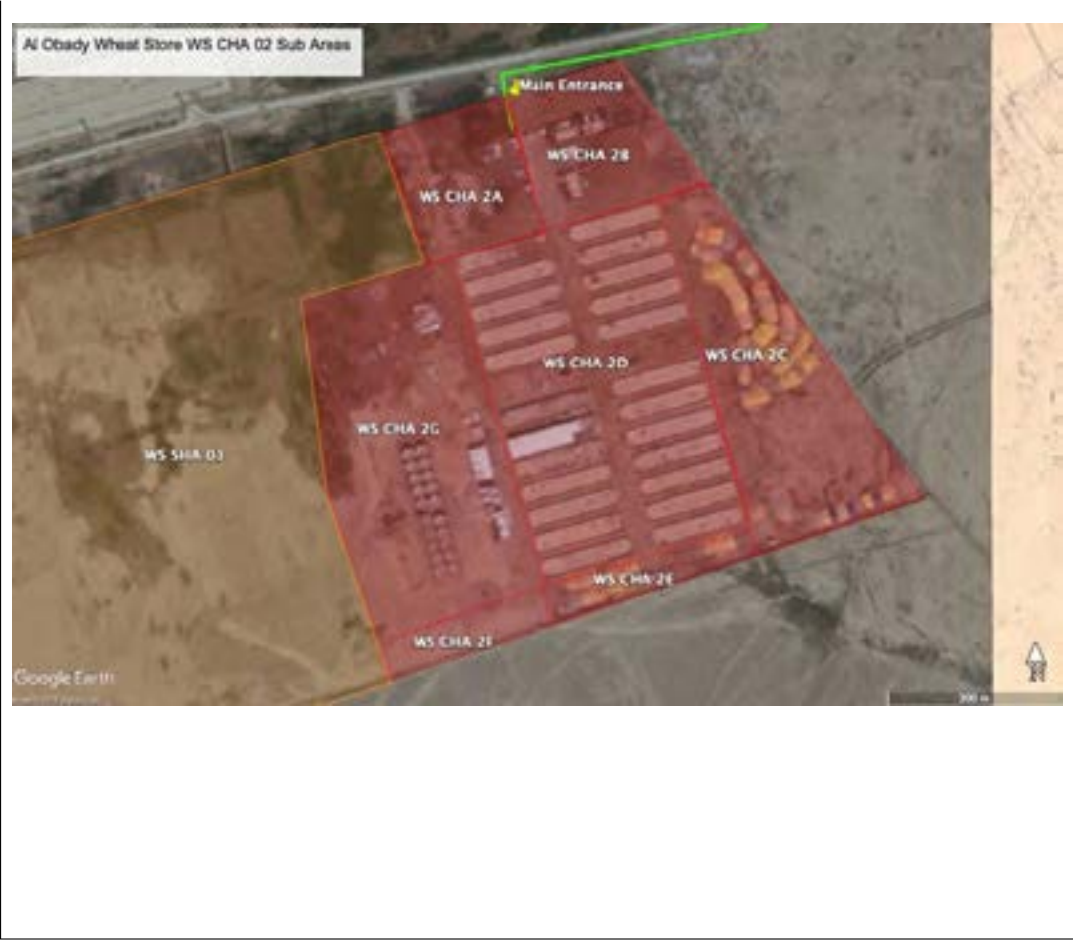 Al Obady Wheat Store WS CHA 02 Sub Areas
Main Entrance
WS CHA 2B
WS CHA 2A
WS CHA 2D
WS CHA 2C
WS CHA 2G
WS SHA 03
WS CHA 2E
WS CHA 2F
Google Earth
300 m